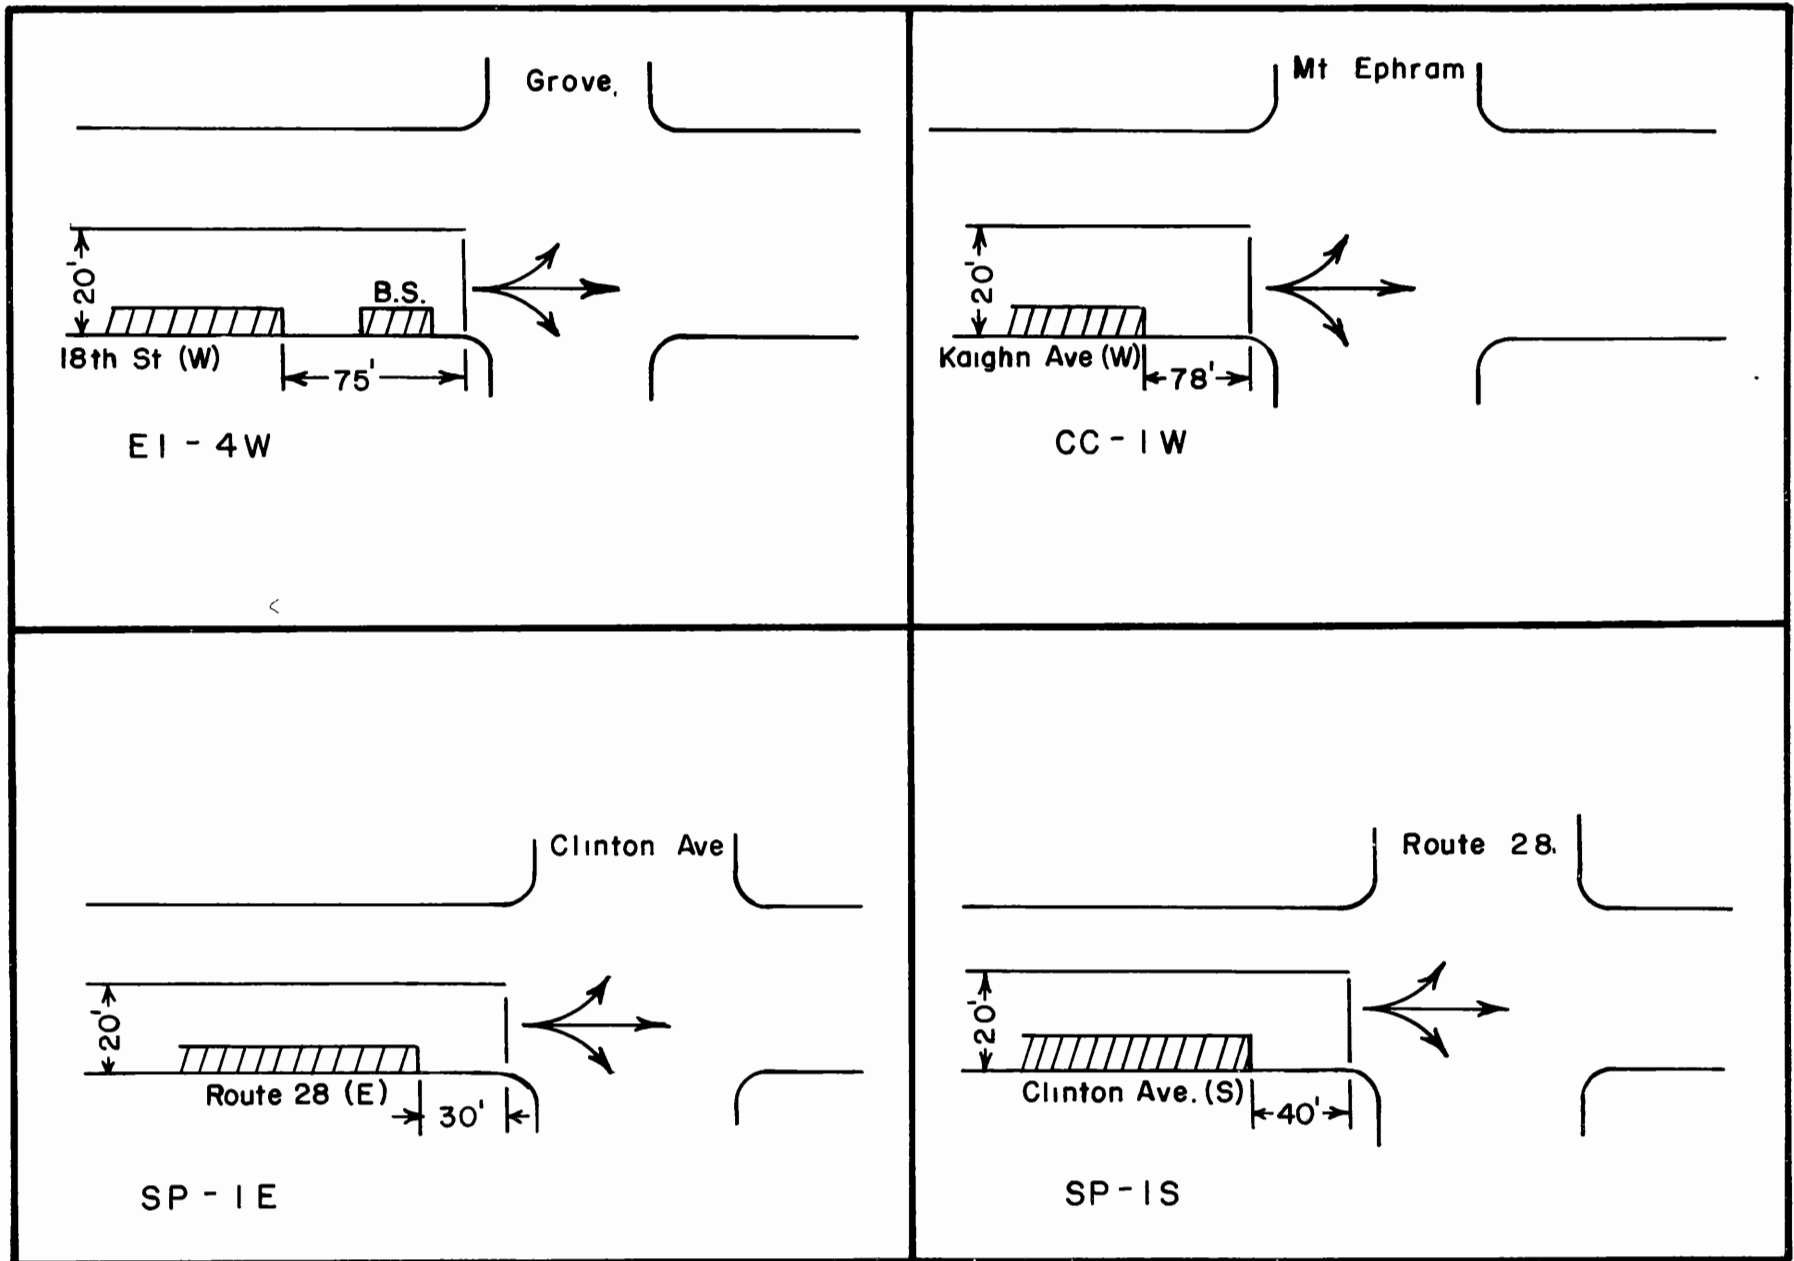 Grove.
20'
B.S.
18th St (W)
75'
E1 - 4W
Mt Ephram
20'
Kaighn Ave (W)
78'
CC - 1W
Clinton Ave
20'
Route 28 (E)
30'
SP - 1E
Route 28.
20'
Clinton Ave. (S)
40'
SP - 1S